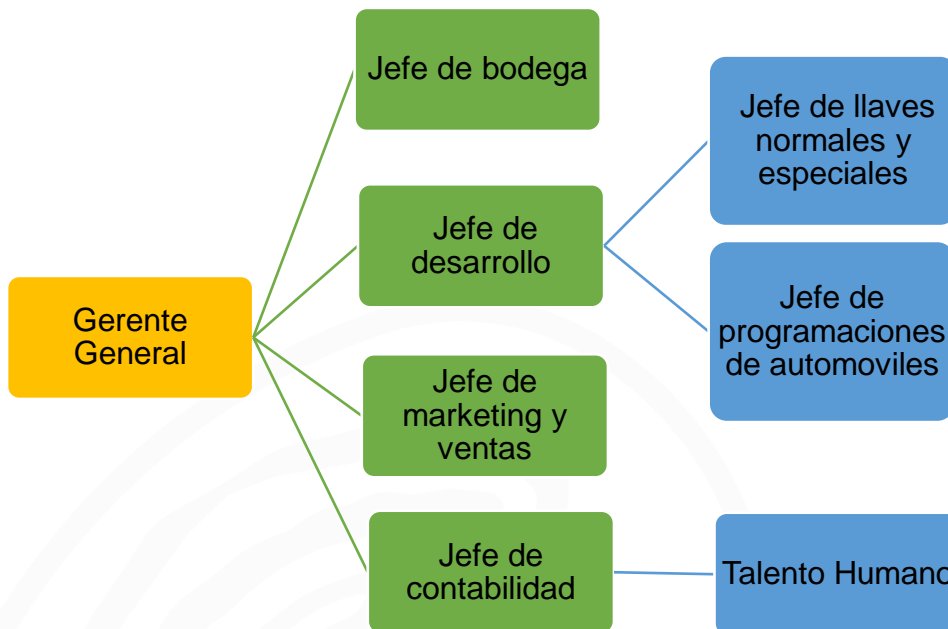 Jefe de bodega
Jefe de llaves
normales y
especiales
Jefe de
desarrollo
Gerente
General
Jefe de
programaciones
de automoviles
Jefe de
marketing y
ventas
Jefe de
contabilidad
Talento Humano